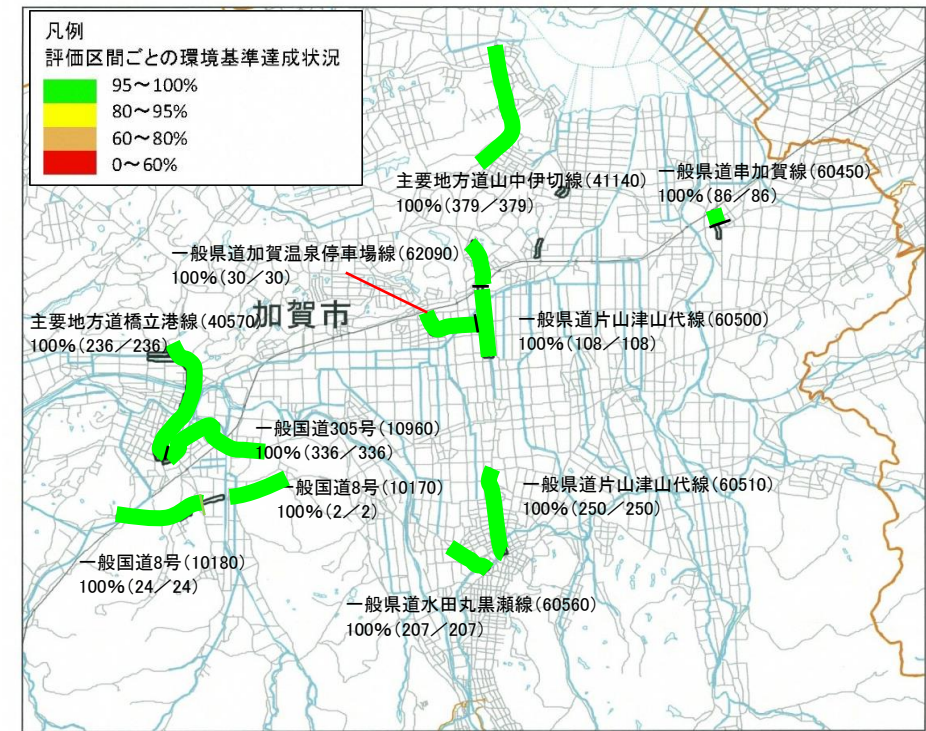 凡例
評価区間ごとの環境基準達成状況
95～100%
80～95%
60～80%
0～60%
主要地方道山中伊切線(41140)
100%(379／379)
一般県道串加賀線(60450)
100%(86／86)
一般県道加賀温泉停車場線(62090)
100%(30／30)
加賀市
主要地方道橋立港線(40570)
100%(236／236)
一般県道片山津山代線(60500)
100%(108／108)
一般国道305号(10960)
100%(336／336)
一般国道8号(10170)
100%(2／2)
一般県道片山津山代線(60510)
100%(250／250)
一般国道8号(10180)
100%(24／24)
一般県道水田丸黒瀬線(60560)
100%(207／207)